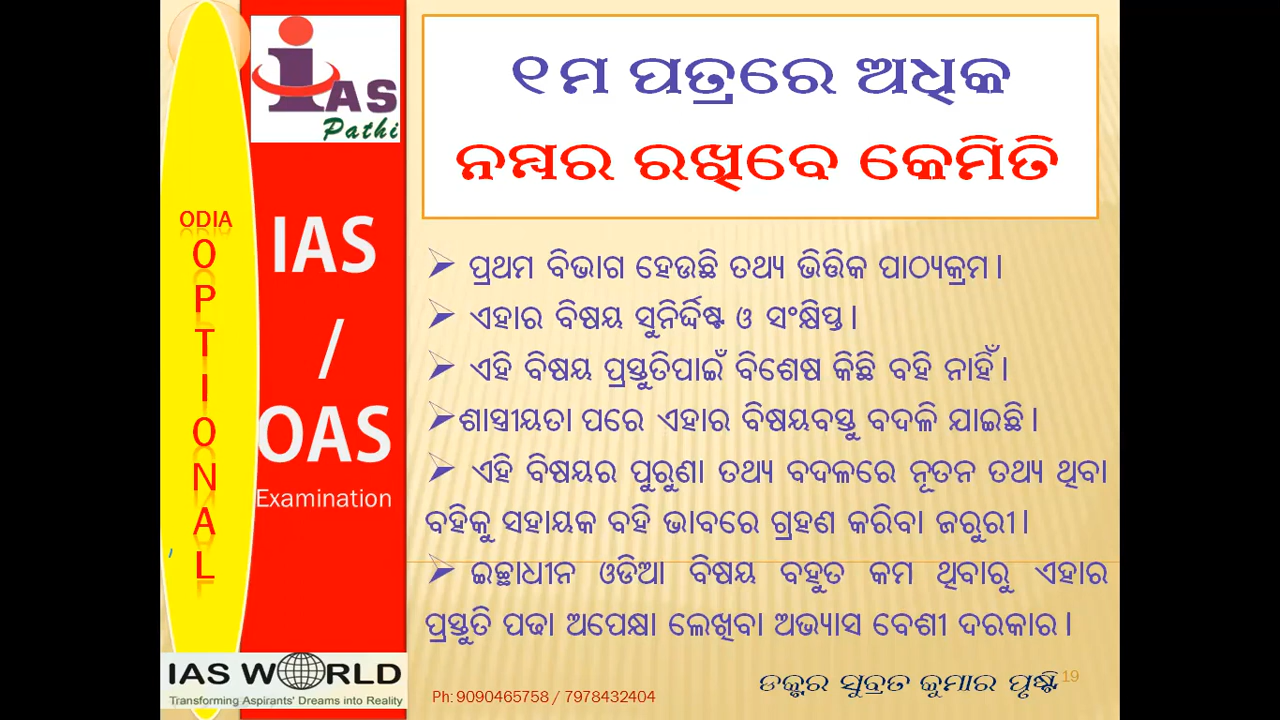 IAS
Pathi
ODIA
OPTIONAL
IAS
/
OAS
Examination
IAS WORLD
Transforming Aspirants' Dreams into Reality
୧ମ ପତ୍ରରେ ଅଧିକ
ନମ୍ବର ରଖିବେ କେମିତି
➢ ପ୍ରଥମ ବିଭାଗ ହେଉଛି ତଥ୍ୟ ଭିତ୍ତିକ ପାଠ୍ୟକ୍ରମ।
➢ ଏହାର ବିଷୟ ସୁନିର୍ଦ୍ଦିଷ୍ଟ ଓ ସଂକ୍ଷିପ୍ତ।
➢ ଏହି ବିଷୟ ପ୍ରସ୍ତୁତିପାଇଁ ବିଶେଷ କିଛି ବହି ନାହିଁ।
➢ ଶାସ୍ତ୍ରୀୟତା ପରେ ଏହାର ବିଷୟବସ୍ତୁ ବଦଳି ଯାଇଛି।
➢ ଏହି ବିଷୟର ପୁରୁଣା ତଥ୍ୟ ବଦଳରେ ନୂତନ ତଥ୍ୟ ଥିବା
ବହିକୁ ସହାୟକ ବହି ଭାବରେ ଗ୍ରହଣ କରିବା ଜରୁରୀ।
➢ ଇଚ୍ଛାଧୀନ ଓଡିଆ ବିଷୟ ବହୁତ କମ ଥିବାରୁ ଏହାର
ପ୍ରସ୍ତୁତି ପଢା ଅପେକ୍ଷା ଲେଖିବା ଅଭ୍ୟାସ ବେଶୀ ଦରକାର।
Ph: 9090465758 / 7978432404
ଡକ୍ଟର ସୁବ୍ରତ କୁମାର ପୃଷ୍ଟି
19